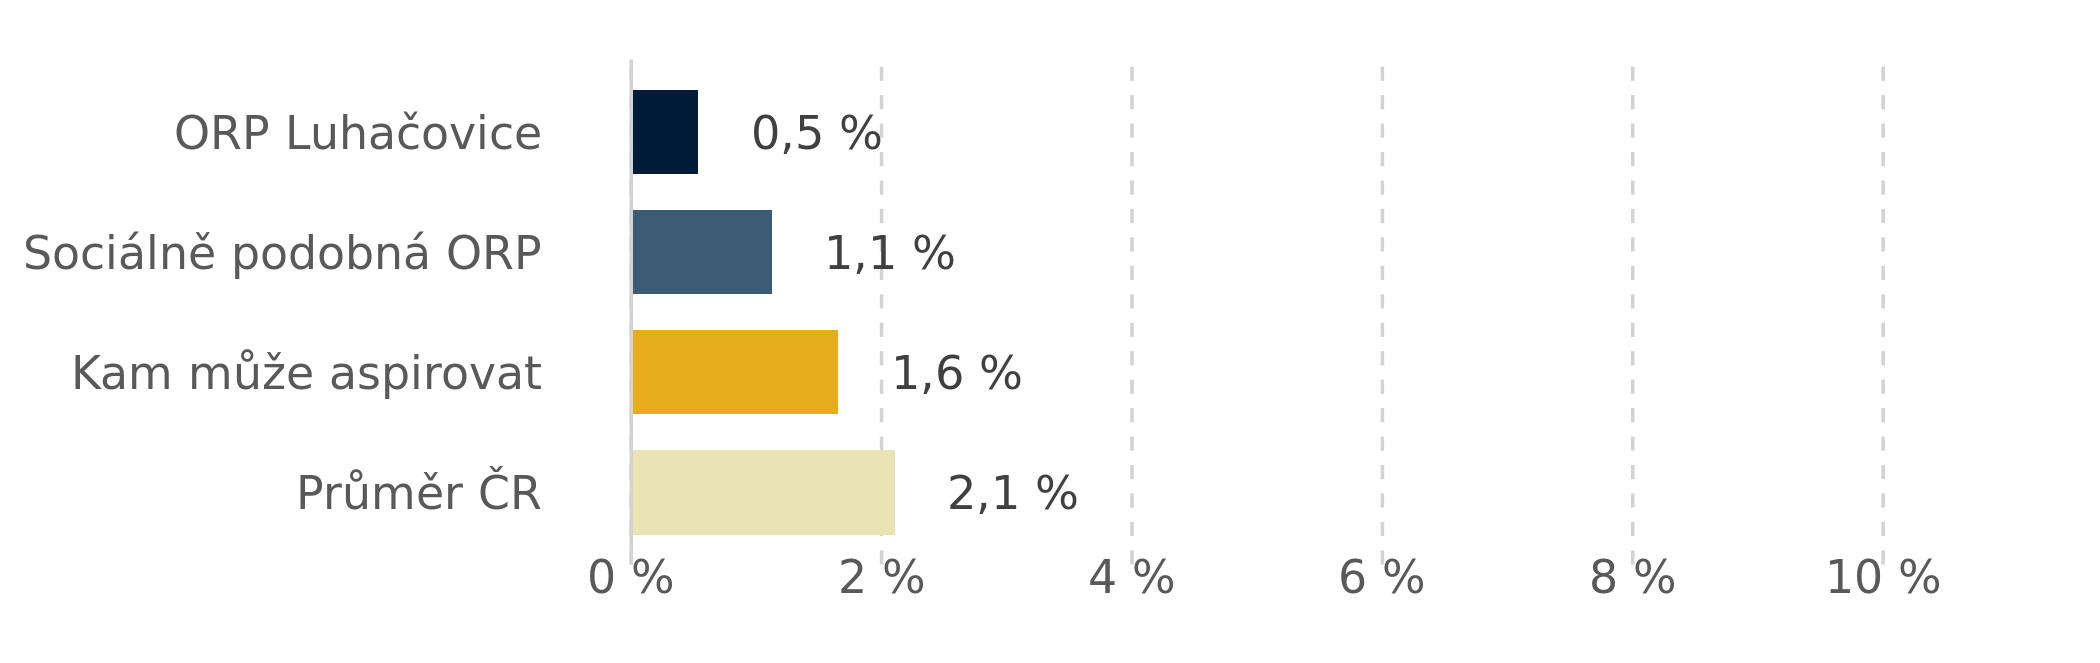 ORP Luhačovice 0,5 %
Sociálně podobná ORP 1,1 %
Kam může aspirovat 1,6 %
Průměr ČR 2,1 %
0 % 2 % 4 % 6 % 8 % 10 %